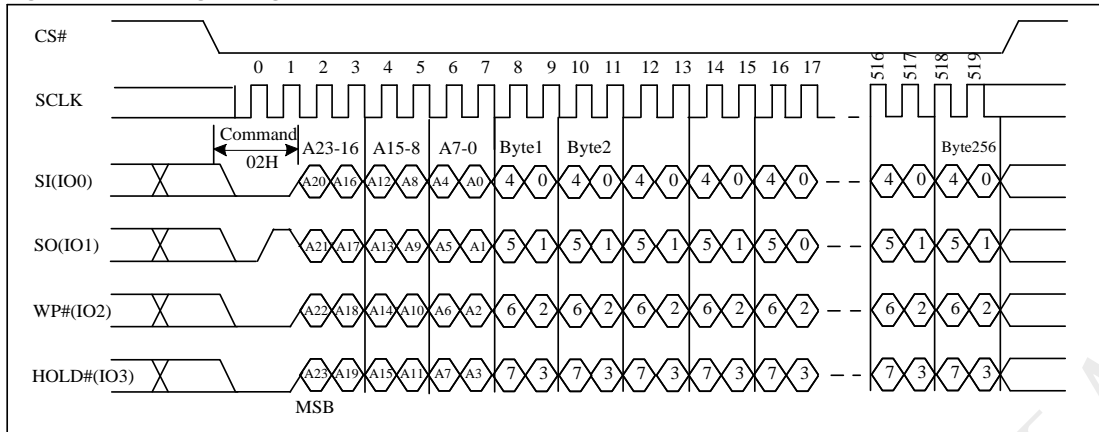 CS#
0 1 2 3 4 5 6 7 8 9 10 11 12 13 14 15 16 17 516 517 518 519
SCLK
Command
02H
A23-16 A15-8 A7-0 Byte1 Byte2 Byte256
SI(IO0) A20 A16 A12 A8 A4 A0 4 0 4 0 4 0 4 0 4 0 4 0 4 0
SO(IO1) A21 A17 A13 A9 A5 A1 5 1 5 1 5 1 5 1 5 0 5 1 5 1
WP#(IO2) A22 A18 A14 A10 A6 A2 6 2 6 2 6 2 6 2 6 2 6 2 6 2
HOLD#(IO3) A23 A19 A15 A11 A7 A3 7 3 7 3 7 3 7 3 7 3 7 3 7 3
MSB